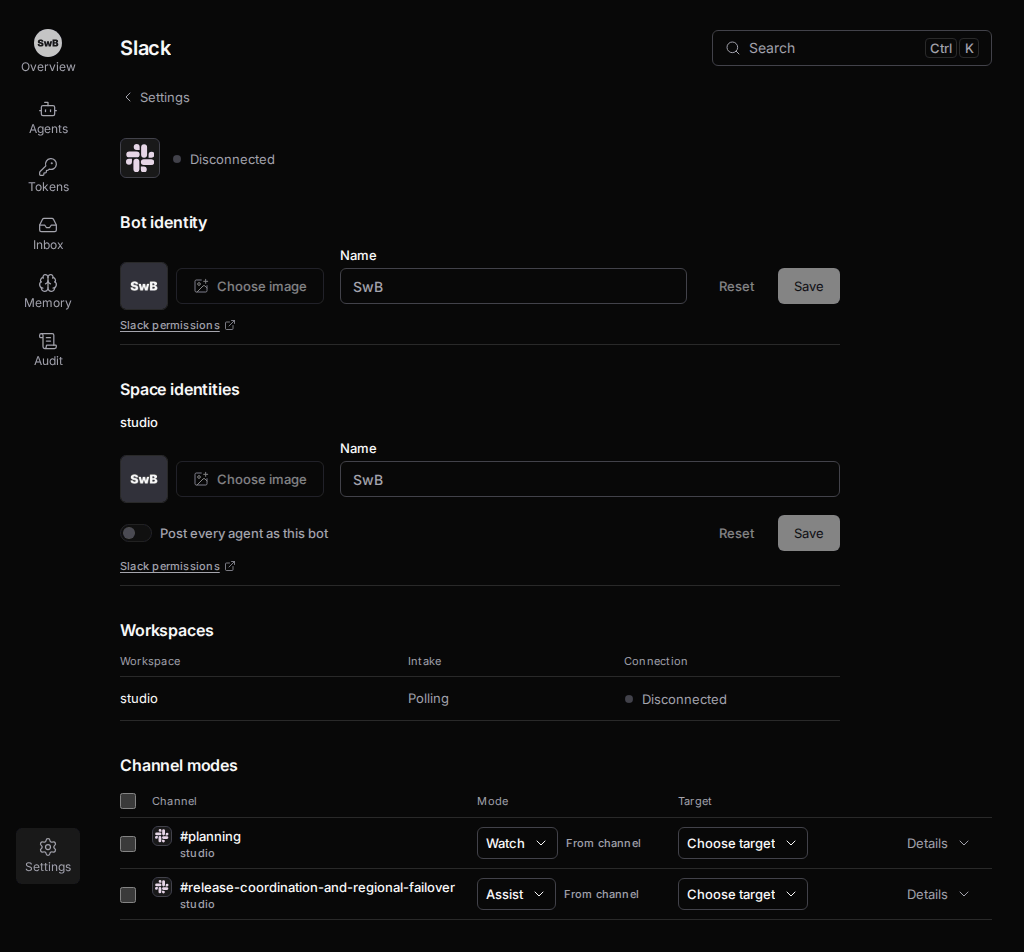 SwB
Overview
Agents
Tokens
Inbox
Memory
Audit
Settings
Slack
Search Ctrl K
Settings
Disconnected
Bot identity
Name
SwB Choose image SwB Reset Save
Slack permissions
Space identities
studio
Name
SwB Choose image SwB
Post every agent as this bot Reset Save
Slack permissions
Workspaces
Workspace Intake Connection
studio Polling Disconnected
Channel modes
Channel Mode Target
#planning Watch From channel Choose target Details
studio
#release-coordination-and-regional-failover Assist From channel Choose target Details
studio